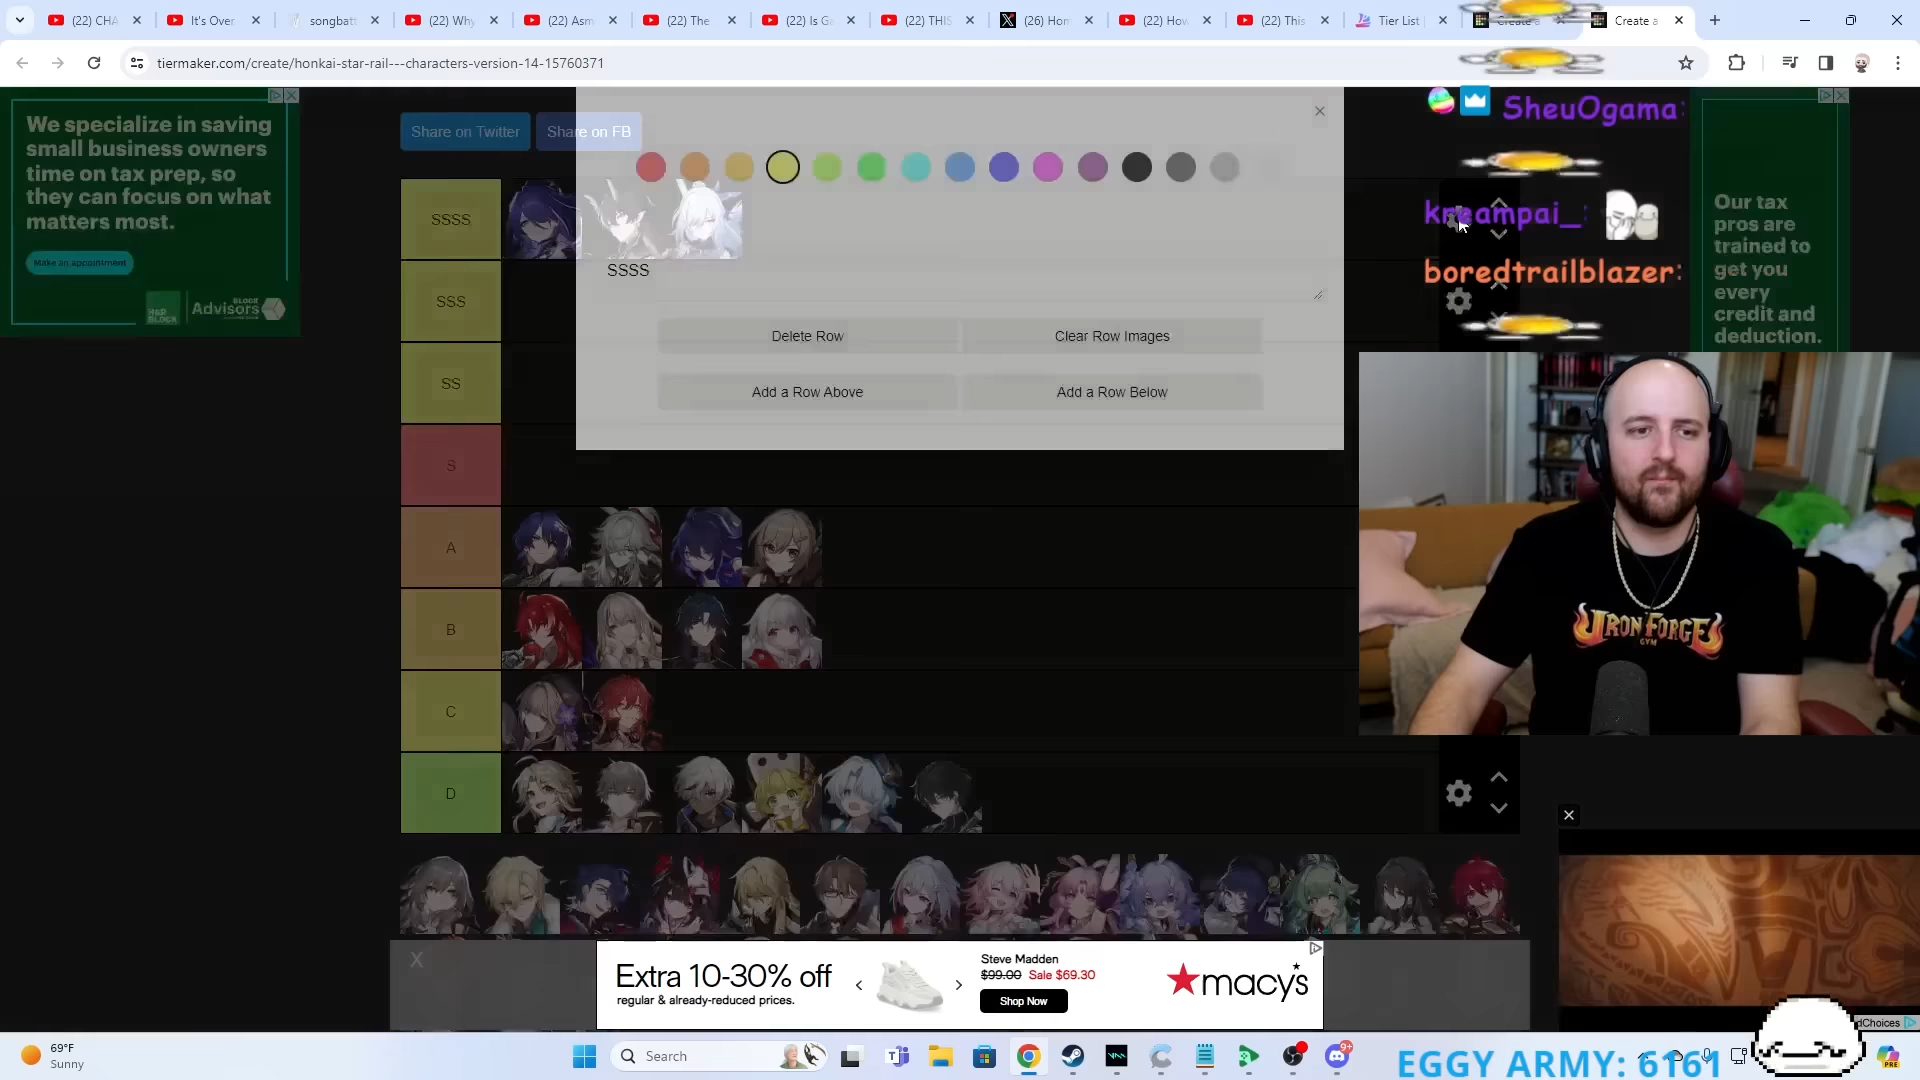 (22) CHA
It's Over
songbatt
(22) Why
(22) Asm
(22) The
(22) Is G
(22) THIS
(26) Hon
(22) How
(22) This
Tier List
Create a
Create a
tiermaker.com/create/honkai-star-rail---characters-version-14-15760371
We specialize in saving
small business owners
time on tax prep, so
they can focus on what
matters most.
Make an appointment
H&R
BLOCK
BLOCK
Advisors
Share on Twitter
Share on FB
SSSS
SSSS
Delete Row
Clear Row Images
Add a Row Above
Add a Row Below
SSS
SS
S
A
B
C
D
SheuOgama:
kreampai_:
boredtrailblazer:
Our tax
pros are
trained to
get you
every
credit and
deduction.
IRON FORGE
GYM
X
Extra 10-30% off
regular & already-reduced prices.
Steve Madden
$99.00 Sale $69.30
Shop Now
macy's
dChoices
69°F
Sunny
Search
9+
PRE
EGGY ARMY: 6161